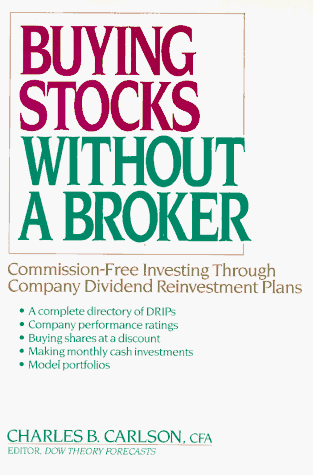 BUYING
STOCKS
WITHOUT
A BROKER
Commission-Free Investing Through
Company Dividend Reinvestment Plans
• A complete directory of DRIPs
• Company performance ratings
• Buying shares at a discount
• Making monthly cash investments
• Model portfolios
CHARLES B. CARLSON, CFA
EDITOR, DOW THEORY FORECASTS